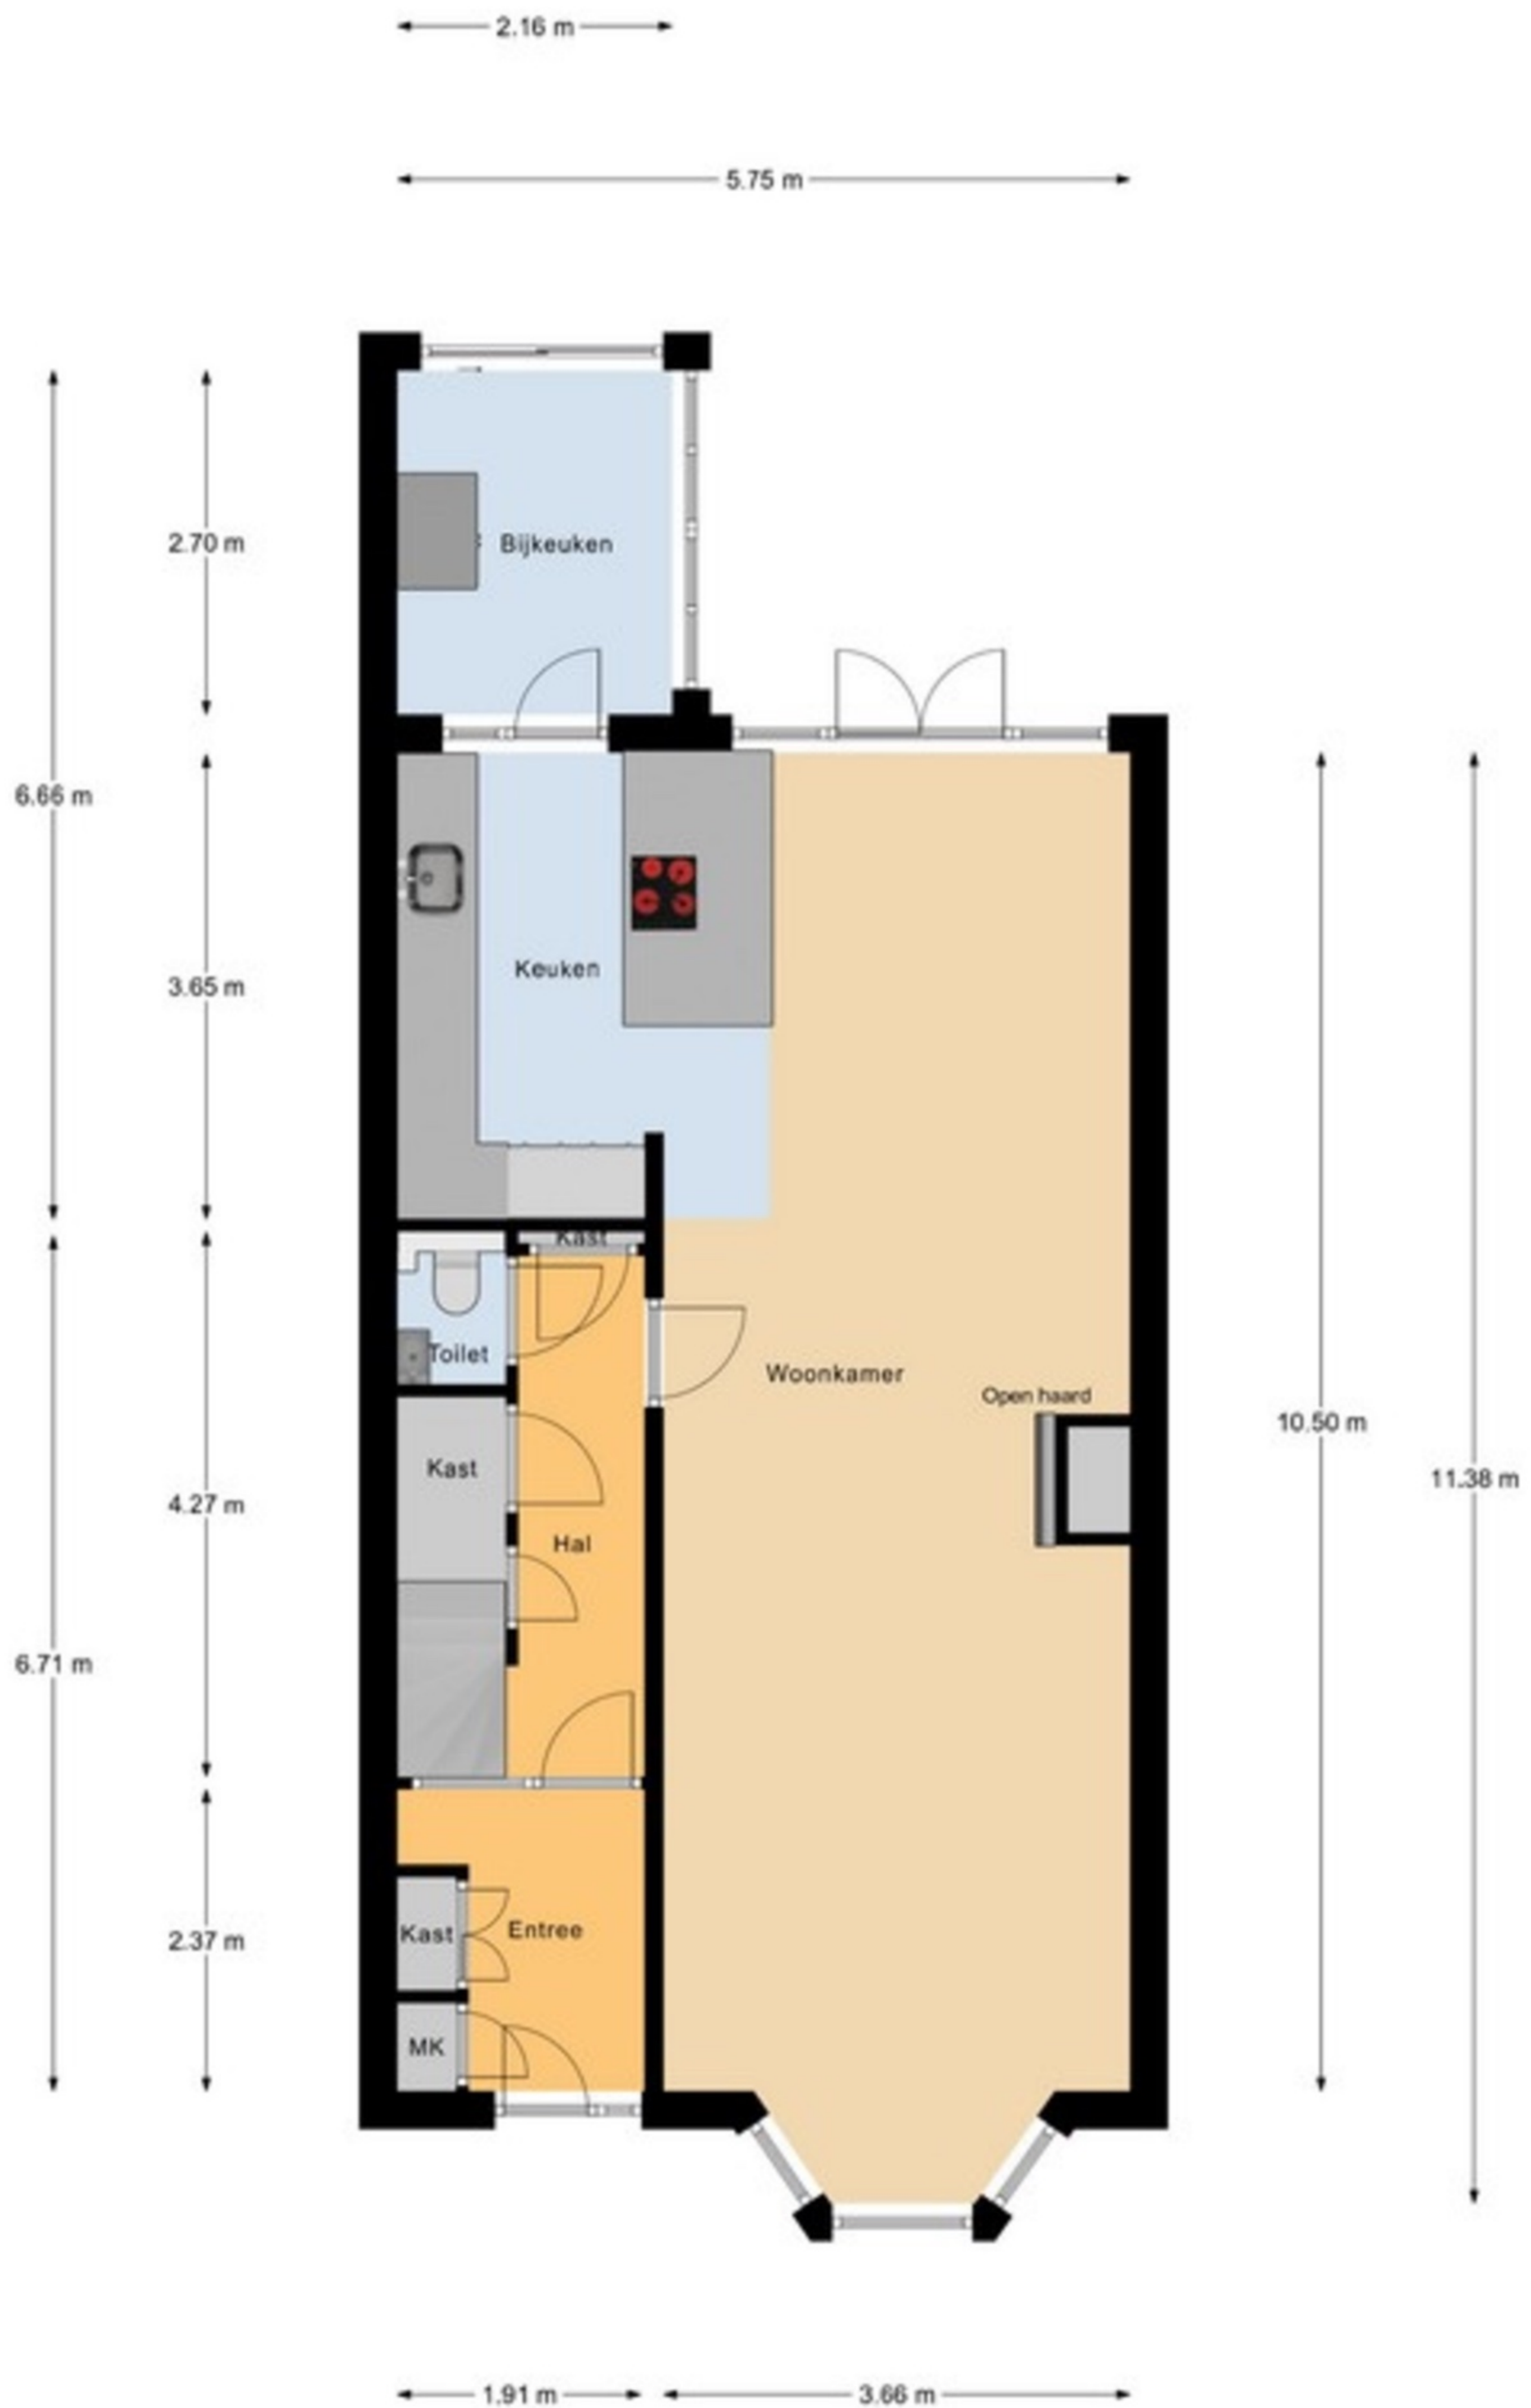 2.16 m
5.75 m
2.70 m
Bijkeuken
6.66 m
Keuken
3.65 m
Kast
Toilet
Woonkamer
Open haard
10.50 m
Kast
11.38 m
4.27 m
Hal
6.71 m
Kast
Entree
2.37 m
MK
1.91 m
3.66 m